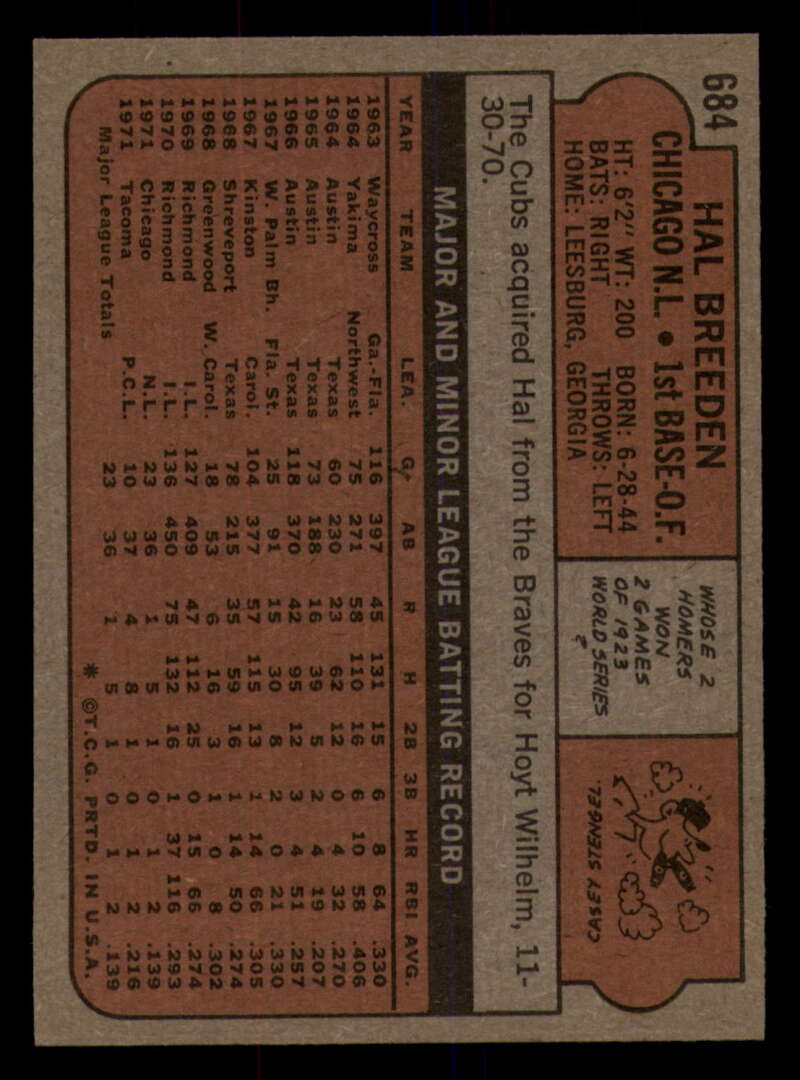 684
HAL BREEDEN
CHICAGO N.L. • 1st BASE-O.F.
HT: 6'2" WT: 200 BORN: 6-28-44
BATS: RIGHT THROWS: LEFT
HOME: LEESBURG, GEORGIA
WHOSE 2
HOMERS
WON
2 GAMES
OF 1923
WORLD SERIES
?
CASEY STENGEL.
The Cubs acquired Hal from the Braves for Hoyt Wilhelm, 11-
30-70.
MAJOR AND MINOR LEAGUE BATTING RECORD
YEAR TEAM LEA. G AB R H 2B 3B HR RBI AVG.
1963 Waycross Ga.-Fla. 116 397 45 131 15 6 8 64 .330
1964 Yakima Northwest 75 271 58 110 16 6 10 58 .406
1964 Austin Texas 60 230 23 62 12 0 4 32 .270
1965 Austin Texas 73 188 16 39 5 2 4 19 .207
1966 Austin Texas 118 370 42 95 12 3 4 51 .257
1967 W. Palm Bh. Fla. St. 25 91 15 30 8 2 0 21 .330
1967 Kinston Carol. 104 377 57 115 13 1 14 66 .305
1968 Shreveport Texas 78 215 35 59 16 1 14 50 .274
1968 Greenwood W. Carol. 18 53 6 16 3 1 0 8 .302
1969 Richmond I.L. 127 409 47 112 25 0 15 66 .274
1970 Richmond I.L. 136 450 75 132 16 1 37 116 .293
1971 Chicago N.L. 23 36 1 5 1 0 1 2 .139
1971 Tacoma P.C.L. 10 37 4 8 1 0 1 2 .216
Major League Totals 23 36 1 5 1 0 1 2 .139
* ©T.C.G. PRTD. IN U.S.A.